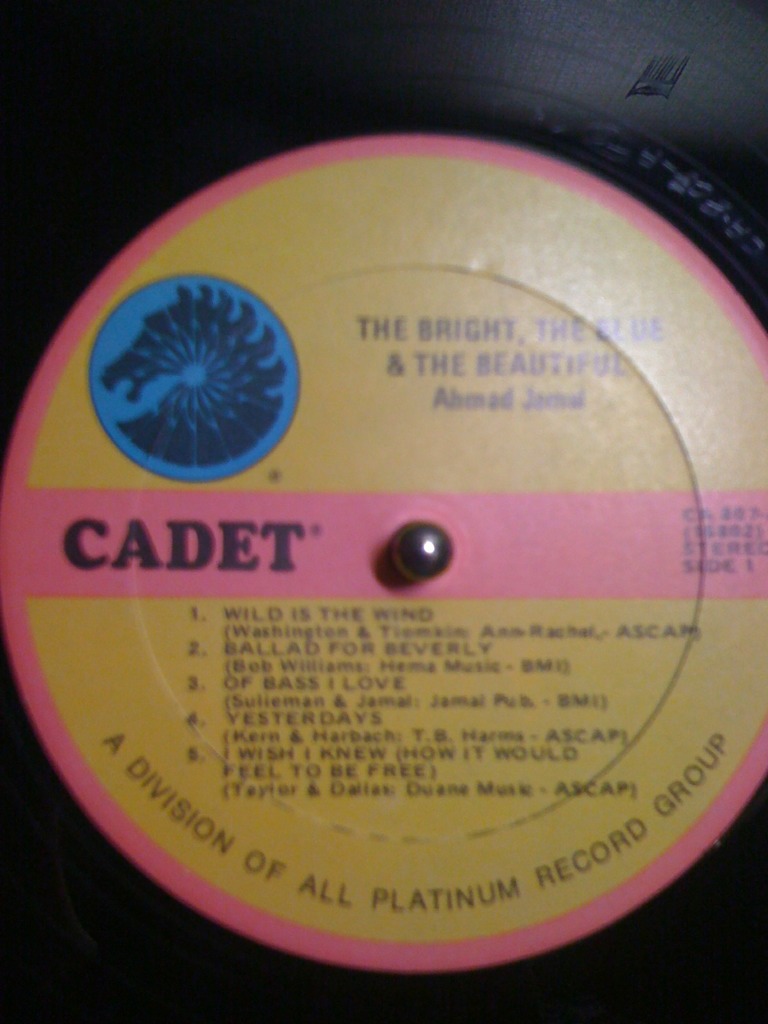 THE BRIGHT, THE BLUE
& THE BEAUTIFUL
Ahmad Jamal
CADET®
CA 807
(16802)
STEREO
SIDE 1
1. WILD IS THE WIND
(Washington & Tiomkin: Ann-Rachel,- ASCAP)
2. BALLAD FOR BEVERLY
(Bob Williams: Hema Music - BMI)
3. OF BASS I LOVE
(Sulieman & Jamal: Jamal Pub. - BMI)
4. YESTERDAYS
(Kern & Harbach: T.B. Harms - ASCAP)
5. I WISH I KNEW (HOW IT WOULD
FEEL TO BE FREE)
(Taylor & Dallas: Duane Music - ASCAP)
A DIVISION OF ALL PLATINUM RECORD GROUP